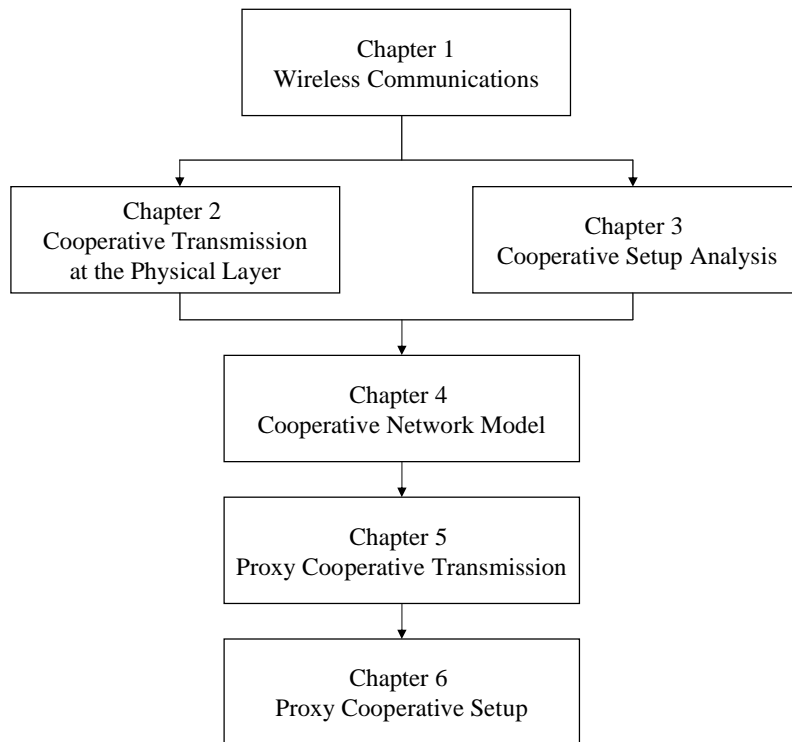 Chapter 1
Wireless Communications
Chapter 2
Cooperative Transmission
at the Physical Layer
Chapter 3
Cooperative Setup Analysis
Chapter 4
Cooperative Network Model
Chapter 5
Proxy Cooperative Transmission
Chapter 6
Proxy Cooperative Setup